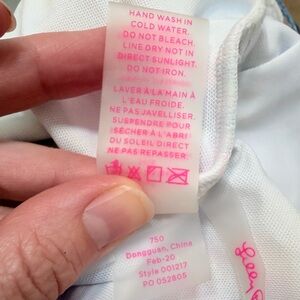 HAND WASH IN
COLD WATER.
DO NOT BLEACH.
LINE DRY NOT IN
DIRECT SUNLIGHT.
DO NOT IRON.
LAVER À LA MAIN À
L'EAU FROIDE.
NE PAS JAVELLISER.
SUSPENDRE POUR
SÉCHER À L'ABRI
DU SOLEIL DIRECT
NE PAS REPASSER.
750
Dongguan, China
Feb-20
Style 001217
PO 052805